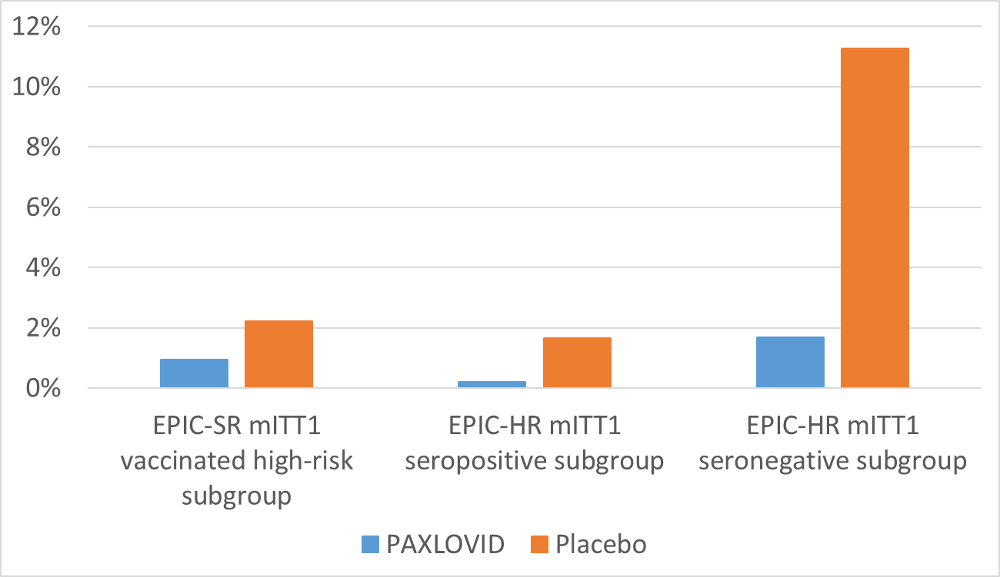 12%
10%
8%
6%
4%
2%
0%
EPIC-SR mITT1
vaccinated high-risk
subgroup
EPIC-HR mITT1
seropositive subgroup
EPIC-HR mITT1
seronegative subgroup
PAXLOVID
Placebo